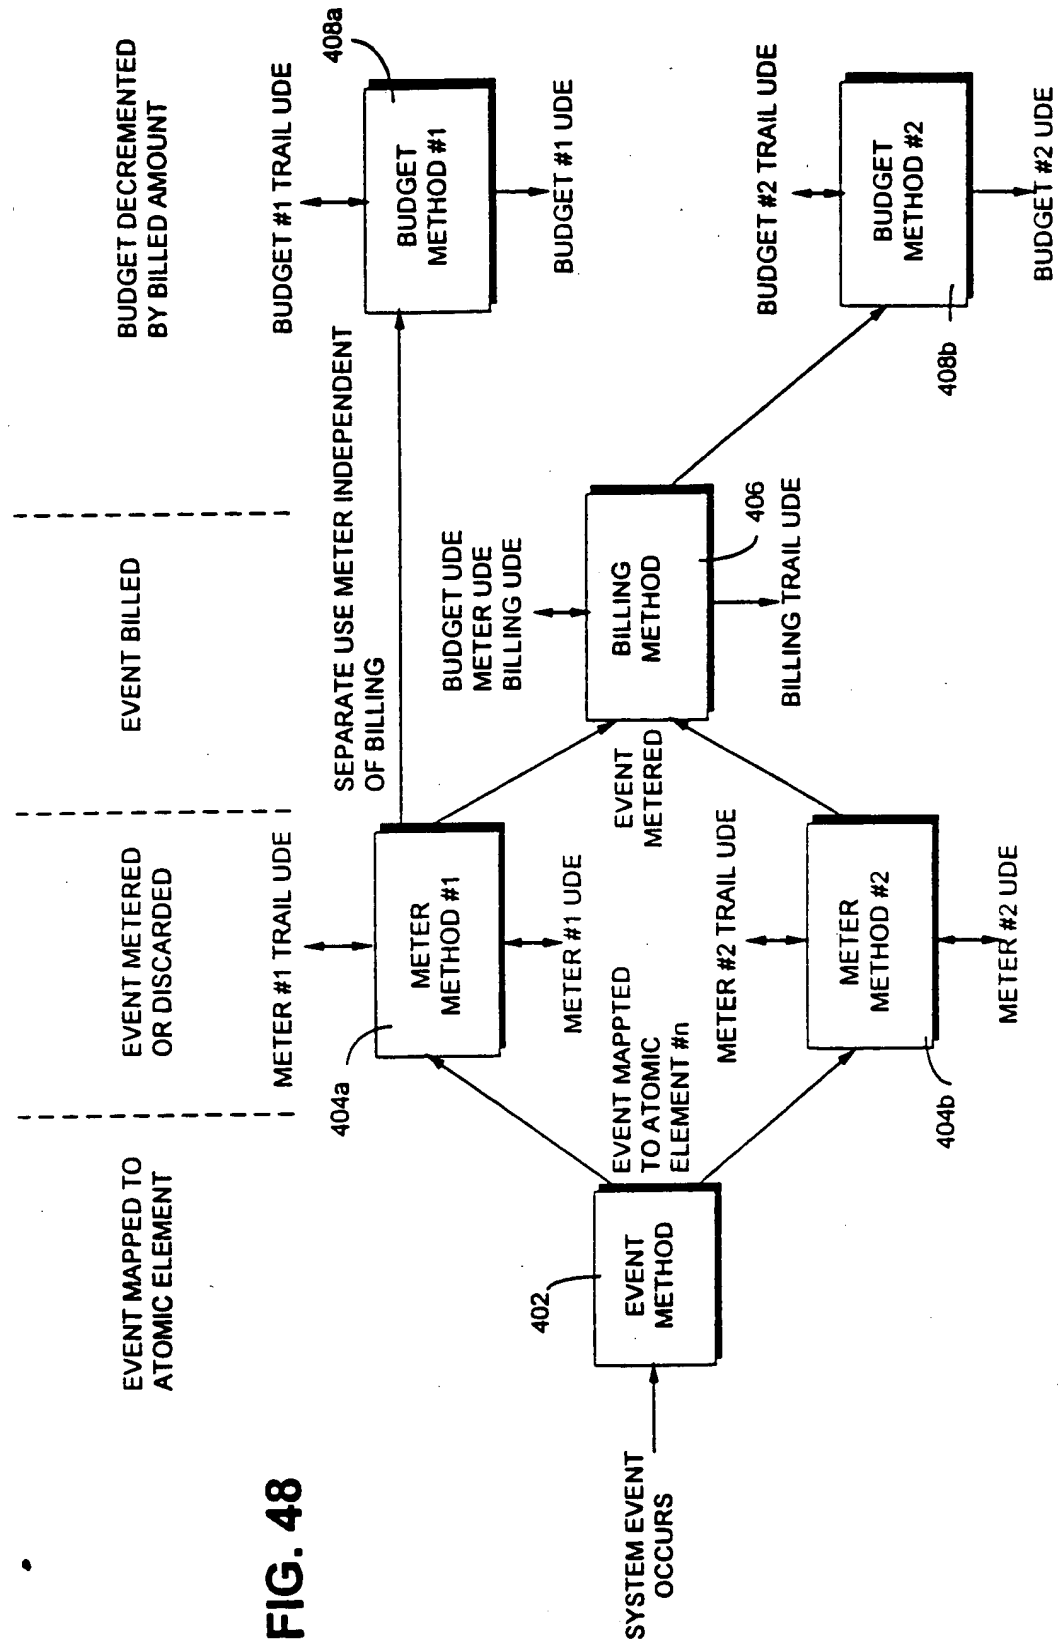 FIG. 48
EVENT MAPPED TO
ATOMIC ELEMENT
EVENT METERED
OR DISCARDED
EVENT BILLED
BUDGET DECREMENTED
BY BILLED AMOUNT
SYSTEM EVENT
OCCURS
402
EVENT
METHOD
EVENT MAPPTED
TO ATOMIC
ELEMENT #n
METER #1 TRAIL UDE
404a
METER
METHOD #1
METER #1 UDE
METER #2 TRAIL UDE
METER
METHOD #2
404b
METER #2 UDE
SEPARATE USE METER INDEPENDENT
OF BILLING
EVENT
METERED
BUDGET UDE
METER UDE
BILLING UDE
BILLING
METHOD
406
BILLING TRAIL UDE
BUDGET #1 TRAIL UDE
408a
BUDGET
METHOD #1
BUDGET #1 UDE
BUDGET #2 TRAIL UDE
BUDGET
METHOD #2
408b
BUDGET #2 UDE